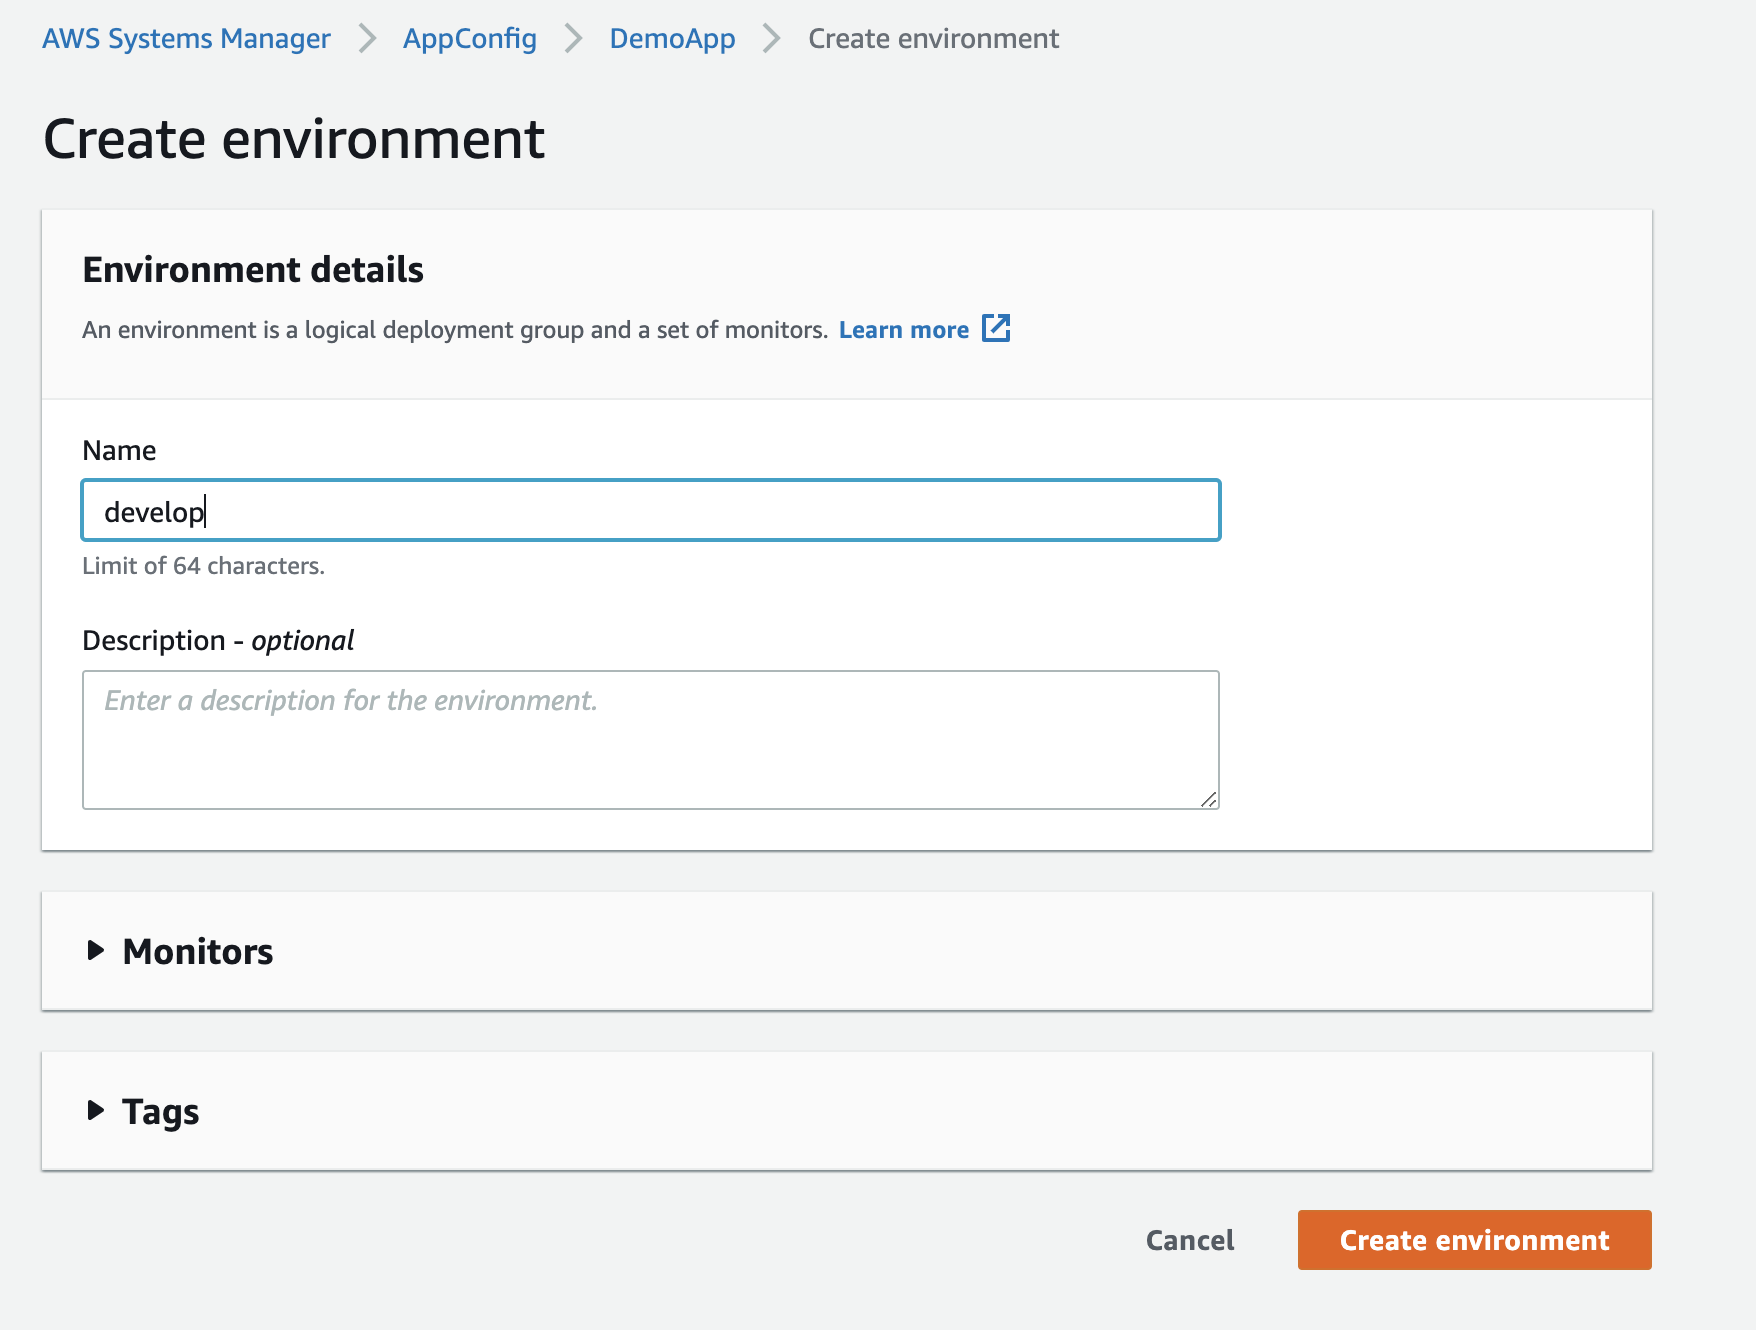 AWS Systems Manager > AppConfig > DemoApp > Create environment
Create environment
Environment details
An environment is a logical deployment group and a set of monitors. Learn more
Name
develop
Limit of 64 characters.
Description - optional
Enter a description for the environment.
Monitors
Tags
Cancel Create environment